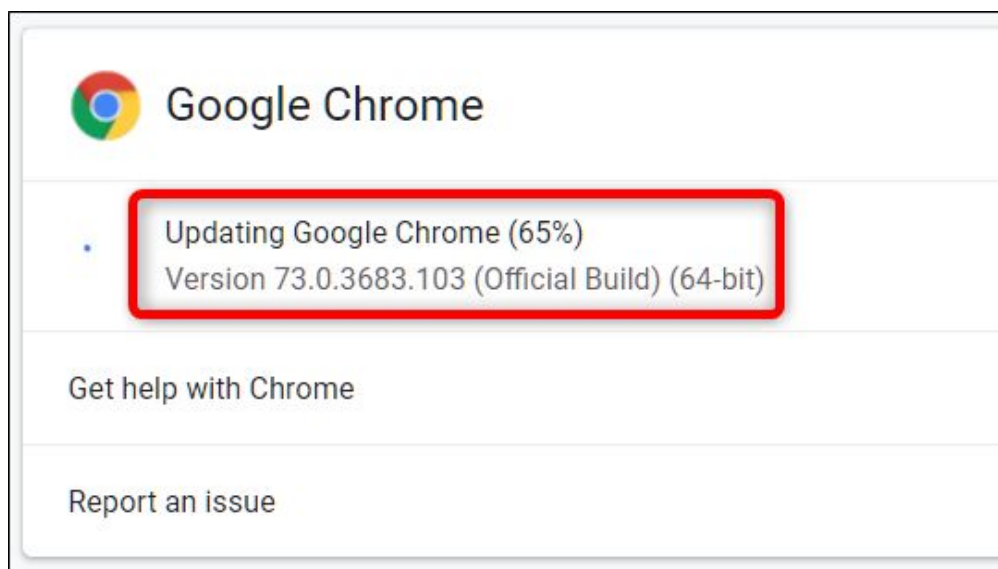 Google Chrome
Updating Google Chrome (65%)
Version 73.0.3683.103 (Official Build) (64-bit)
Get help with Chrome
Report an issue